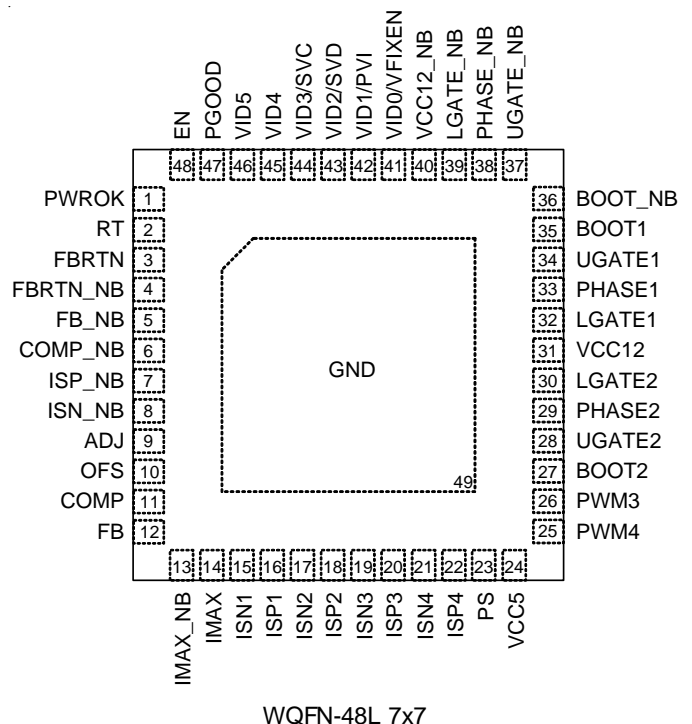 EN
PGOOD
VID5
VID4
VID3/SVC
VID2/SVD
VID1/PVI
VID0/VFIXEN
VCC12_NB
LGATE_NB
PHASE_NB
UGATE_NB
48 47 46 45 44 43 42 41 40 39 38 37
PWROK 1
RT 2
FBRTN 3
FBRTN_NB 4
FB_NB 5
COMP_NB 6
ISP_NB 7
ISN_NB 8
ADJ 9
OFS 10
COMP 11
FB 12
GND
49
36 BOOT_NB
35 BOOT1
34 UGATE1
33 PHASE1
32 LGATE1
31 VCC12
30 LGATE2
29 PHASE2
28 UGATE2
27 BOOT2
26 PWM3
25 PWM4
13 14 15 16 17 18 19 20 21 22 23 24
IMAX_NB
IMAX
ISN1
ISP1
ISN2
ISP2
ISN3
ISP3
ISN4
ISP4
PS
VCC5
WQFN-48L 7x7